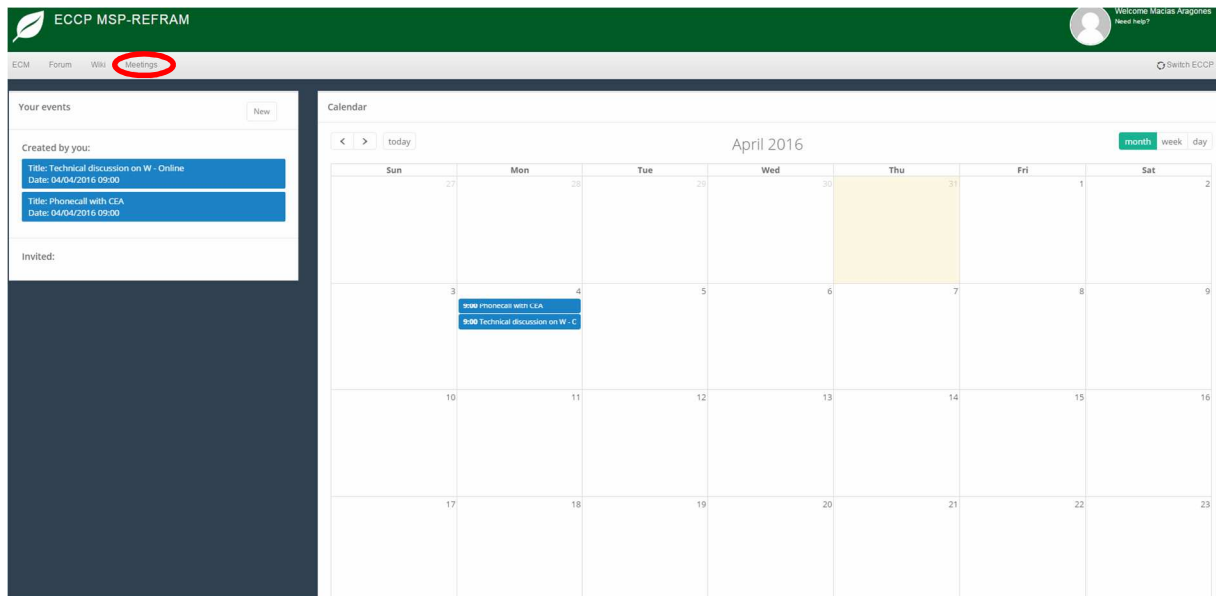 ECCP MSP-REFRAM
Welcome Macias Aragones
Need help?
ECM Forum Wiki Meetings
Switch ECCP
Your events
New
Created by you:
Title: Technical discussion on W - Online
Date: 04/04/2016 09:00
Title: Phonecall with CEA
Date: 04/04/2016 09:00
Invited:
Calendar
< > today
April 2016
month week day
Sun Mon Tue Wed Thu Fri Sat
27 28 29 30 31 1 2
3 4 5 6 7 8 9
9:00 Phonecall with CEA
9:00 Technical discussion on W - C
10 11 12 13 14 15 16
17 18 19 20 21 22 23